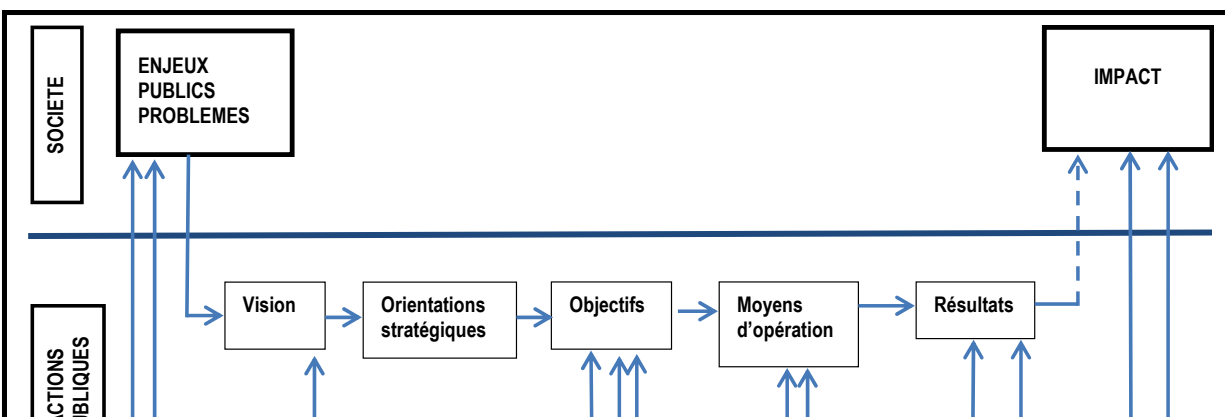 SOCIETE
ENJEUX
PUBLICS
PROBLEMES
IMPACT
Vision
Orientations
stratégiques
Objectifs
Moyens
d’opération
Résultats